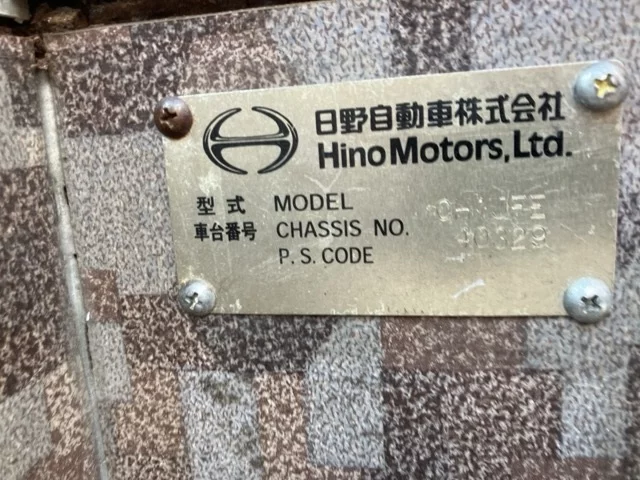 日野自動車株式会社
Hino Motors, Ltd.
型式 MODEL
車台番号 CHASSIS NO. 40329
P.S. CODE